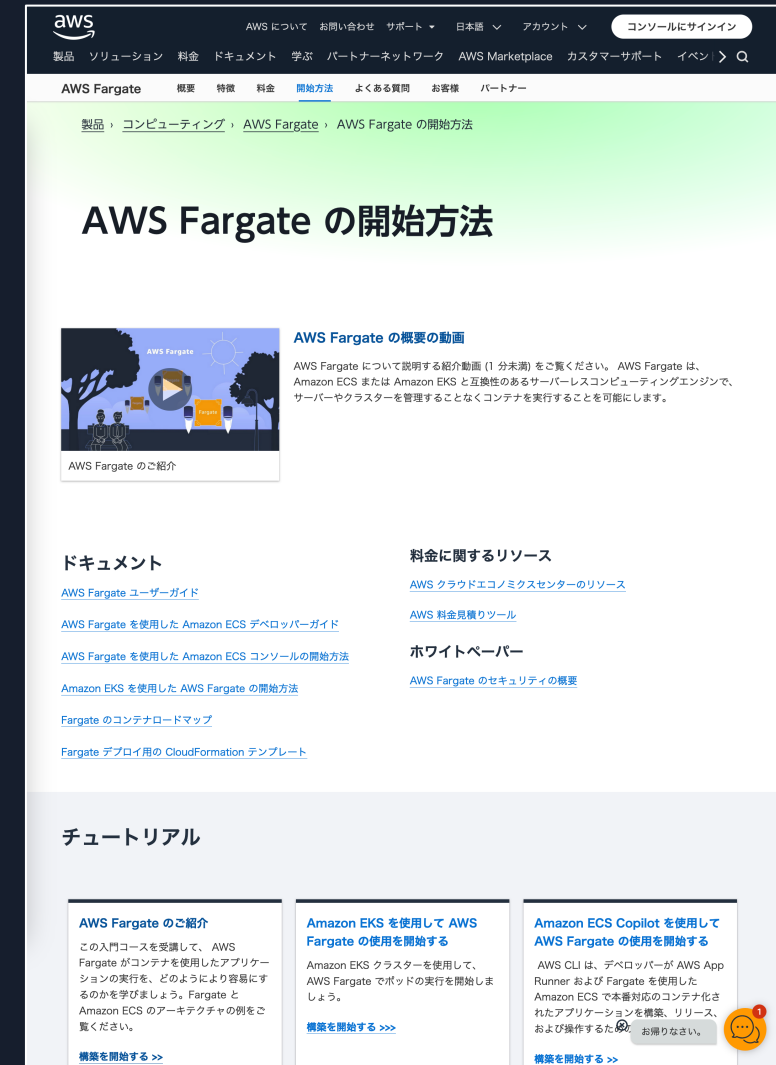 aws
AWS について お問い合わせ サポート 日本語 アカウント コンソールにサインイン
製品 ソリューション 料金 ドキュメント 学ぶ パートナーネットワーク AWS Marketplace カスタマーサポート イベン
AWS Fargate 概要 特徴 料金 開始方法 よくある質問 お客様 パートナー
製品 › コンピューティング › AWS Fargate › AWS Fargate の開始方法
AWS Fargate の開始方法
AWS Fargate
Fargate
AWS Fargate のご紹介
AWS Fargate の概要の動画
AWS Fargate について説明する紹介動画 (1 分未満) をご覧ください。 AWS Fargate は、
Amazon ECS または Amazon EKS と互換性のあるサーバーレスコンピューティングエンジンで、
サーバーやクラスターを管理することなくコンテナを実行することを可能にします。
ドキュメント
AWS Fargate ユーザーガイド
AWS Fargate を使用した Amazon ECS デベロッパーガイド
AWS Fargate を使用した Amazon ECS コンソールの開始方法
Amazon EKS を使用した AWS Fargate の開始方法
Fargate のコンテナロードマップ
Fargate デプロイ用の CloudFormation テンプレート
料金に関するリソース
AWS クラウドエコノミクスセンターのリソース
AWS 料金見積りツール
ホワイトペーパー
AWS Fargate のセキュリティの概要
チュートリアル
AWS Fargate のご紹介
この入門コースを受講して、 AWS
Fargate がコンテナを使用したアプリケー
ションの実行を、どのようにより容易にす
るのかを学びましょう。Fargate と
Amazon ECS のアーキテクチャの例をご
覧ください。
構築を開始する >>
Amazon EKS を使用して AWS
Fargate の使用を開始する
Amazon EKS クラスターを使用して、
AWS Fargate でポッドの実行を開始しま
しょう。
構築を開始する >>>
Amazon ECS Copilot を使用して
AWS Fargate の使用を開始する
AWS CLI は、デベロッパーが AWS App
Runner および Fargate を使用した
Amazon ECS で本番対応のコンテナ化さ
れたアプリケーションを構築、リリース、
および操作するための
構築を開始する >>
お帰りなさい。
1